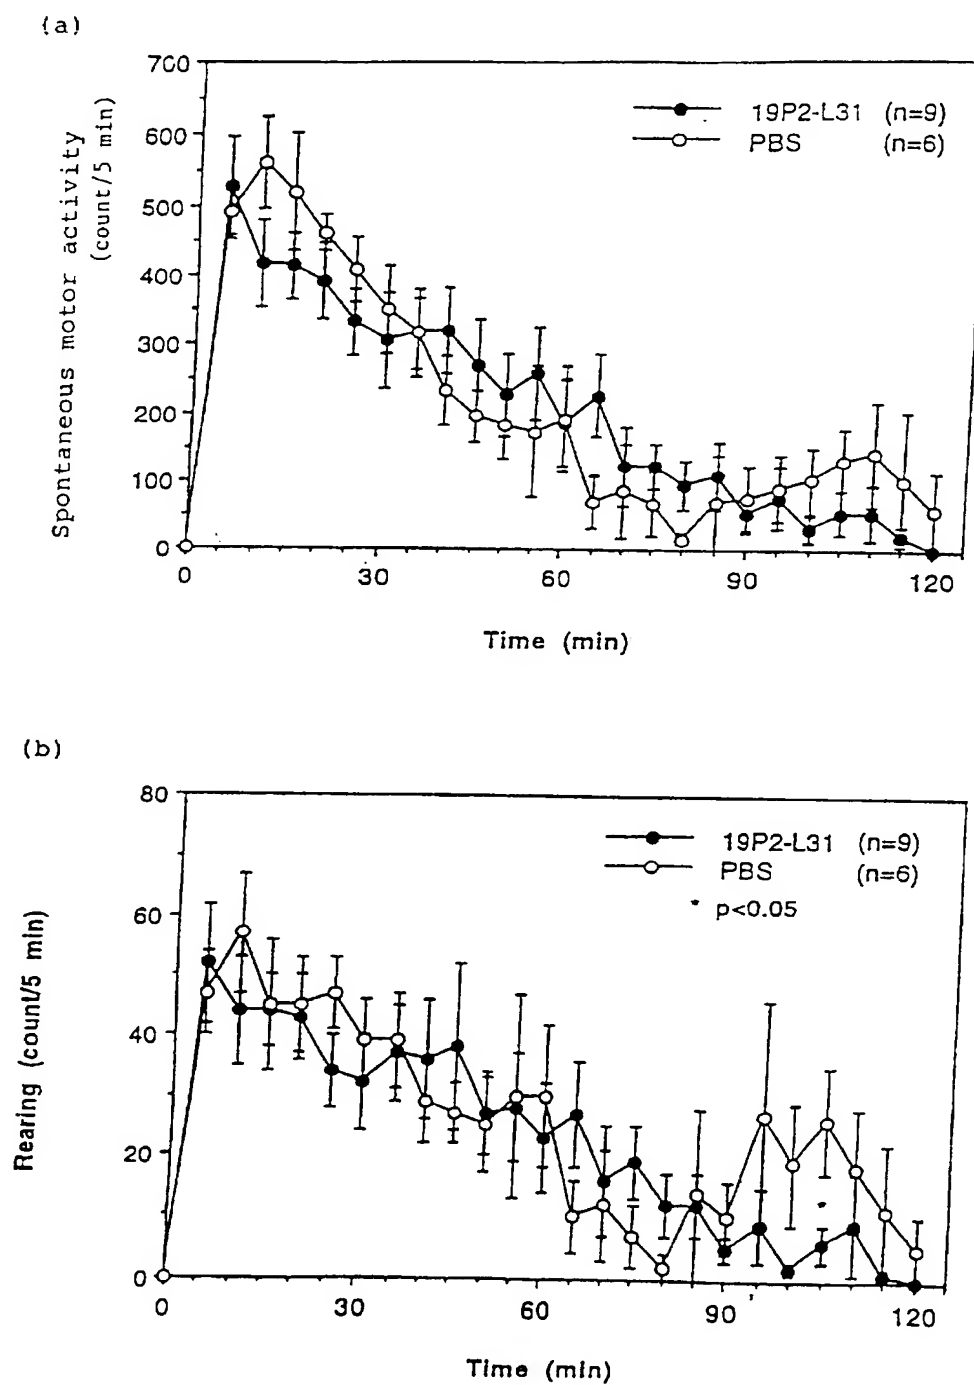 (a)
700
600
500
400
300
200
100
0
Spontaneous motor activity
(count/5 min)
19P2-L31 (n=9)
PBS (n=6)
0 30 60 90 120
Time (min)
(b)
80
60
40
20
0
Rearing (count/5 min)
19P2-L31 (n=9)
PBS (n=6)
* p<0.05
*
0 30 60 90 120
Time (min)